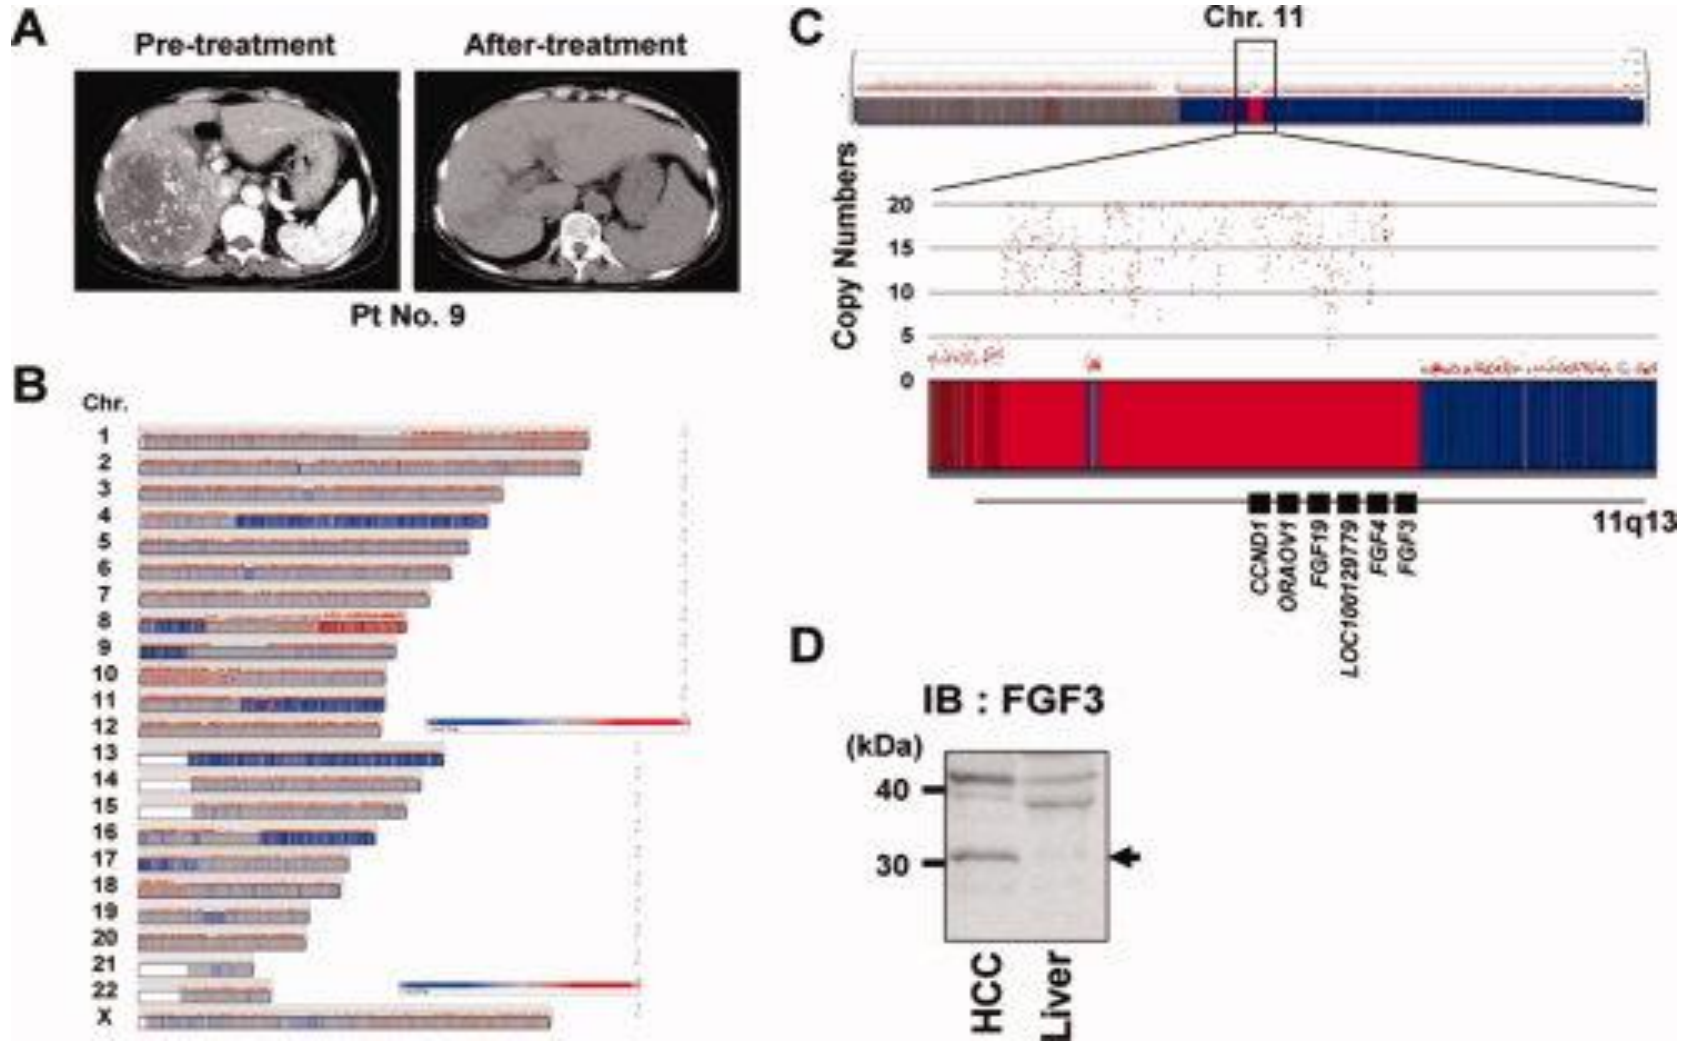 A
Pre-treatment
After-treatment
Pt No. 9
B
Chr.
1
2
3
4
5
6
7
8
9
10
11
12
13
14
15
16
17
18
19
20
21
22
X
C
Chr. 11
Copy Numbers
20
15
10
5
0
CCND1
ORAOV1
FGF19
LOC100129779
FGF4
FGF3
11q13
D
IB : FGF3
(kDa)
40
30
HCC
Liver